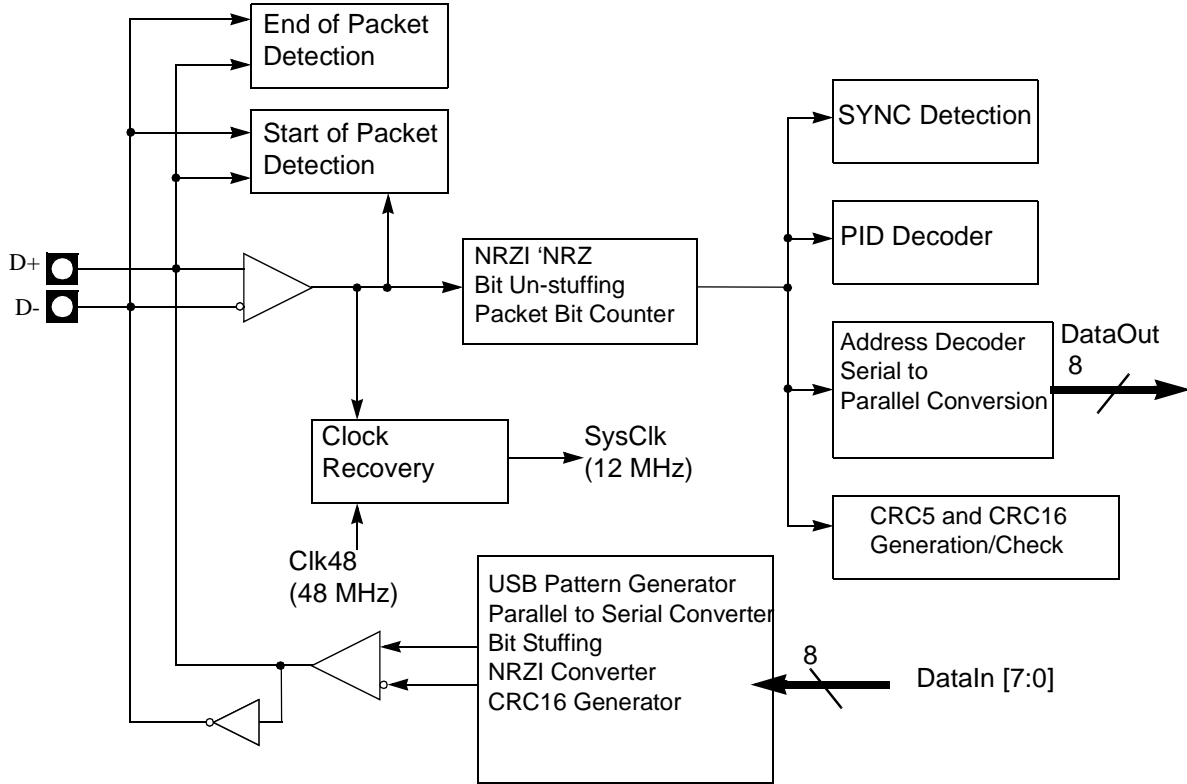 End of Packet
Detection
Start of Packet
Detection
SYNC Detection
D+
D-
NRZI ‘NRZ
Bit Un-stuffing
Packet Bit Counter
PID Decoder
Address Decoder
Serial to
Parallel Conversion
DataOut
8
Clock
Recovery
SysClk
(12 MHz)
CRC5 and CRC16
Generation/Check
Clk48
(48 MHz)
USB Pattern Generator
Parallel to Serial Converter
Bit Stuffing
NRZI Converter
CRC16 Generator
8
DataIn [7:0]